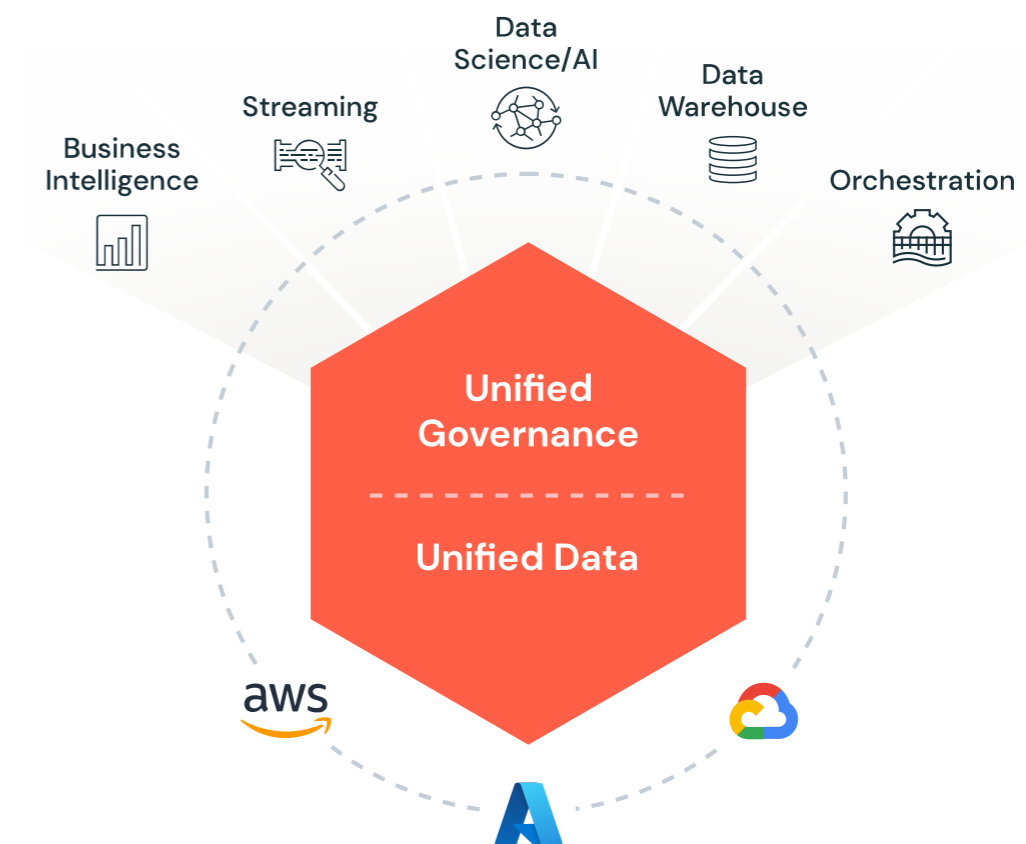 Data
Science/AI
Data
Warehouse
Streaming
Business
Intelligence
Orchestration
Unified
Governance
Unified Data
aws